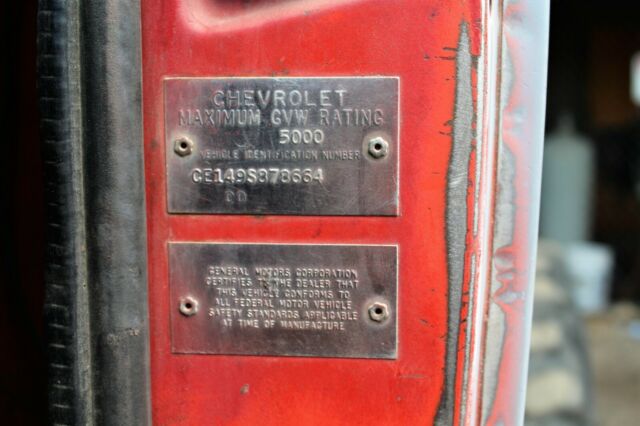 CHEVROLET
MAXIMUM GVW RATING
5000
VEHICLE IDENTIFICATION NUMBER
CE149S878664
GENERAL MOTORS CORPORATION
CERTIFIES TO THE DEALER THAT
THIS VEHICLE CONFORMS TO
ALL FEDERAL MOTOR VEHICLE
SAFETY STANDARDS APPLICABLE
AT TIME OF MANUFACTURE